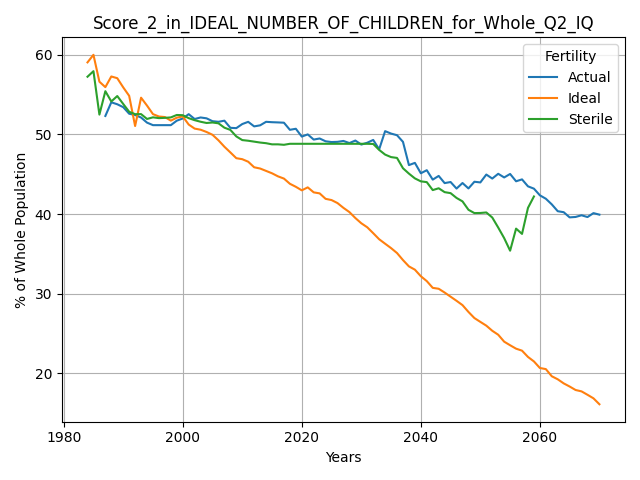 Score_2_in_IDEAL_NUMBER_OF_CHILDREN_for_Whole_Q2_IQ
Fertility
Actual
Ideal
Sterile
% of Whole Population
60
50
40
30
20
1980
2000
2020
2040
2060
Years